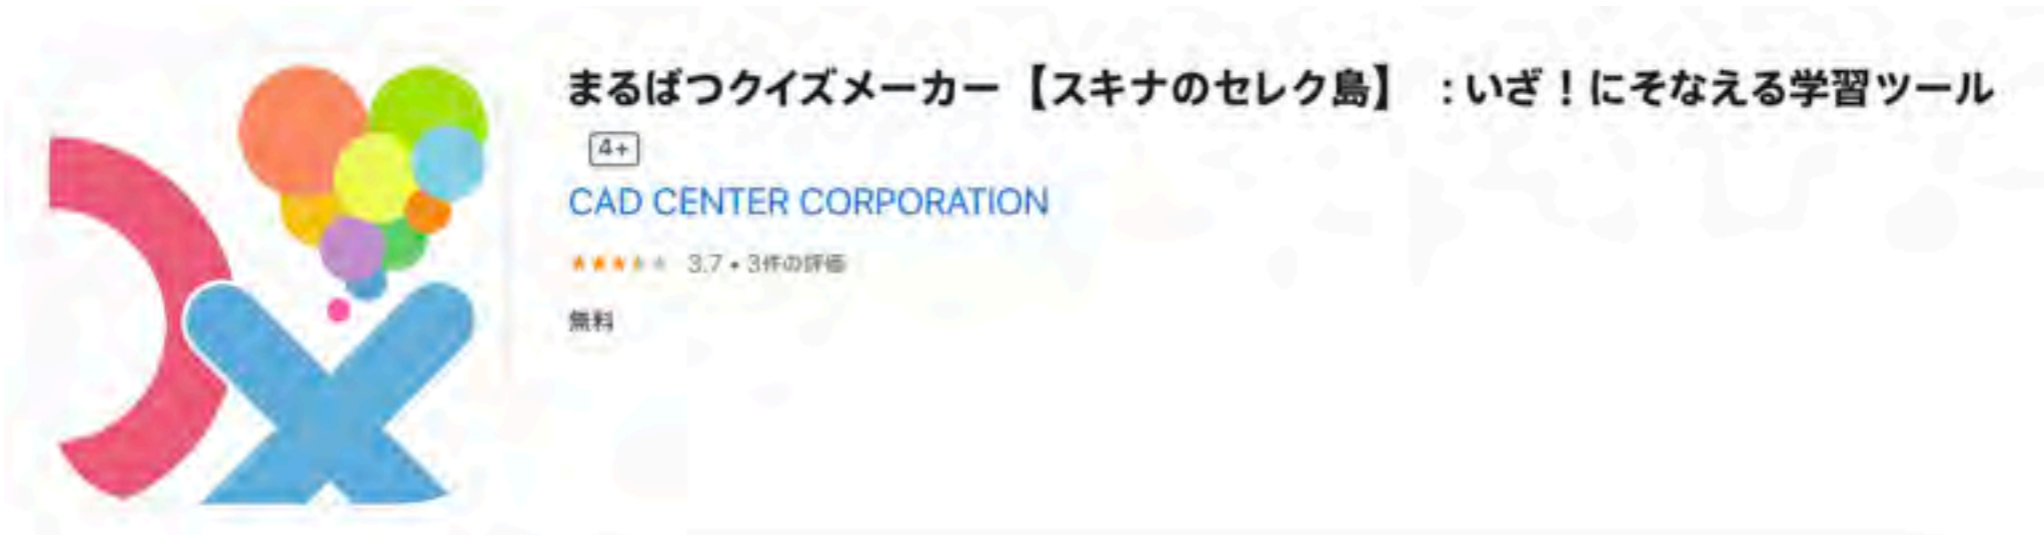 まるばつクイズメーカー【スキナのセレク島】 ：いざ！にそなえる学習ツール
4+
CAD CENTER CORPORATION
★★★★★ 3.7 • 3件の評価
無料